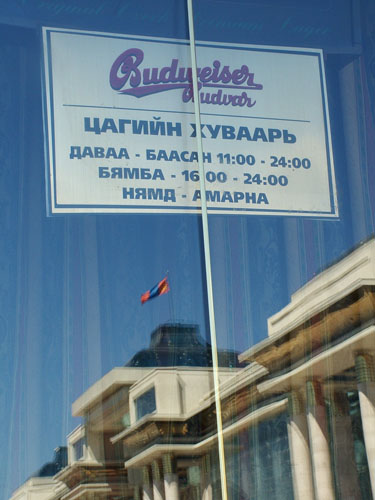 Budweiser
Budvar
ЦАГИЙН ХУВААРЬ
ДАВАА - БААСАН 11:00 - 24:00
БЯМБА - 16:00 - 24:00
НЯМД - АМАРНА